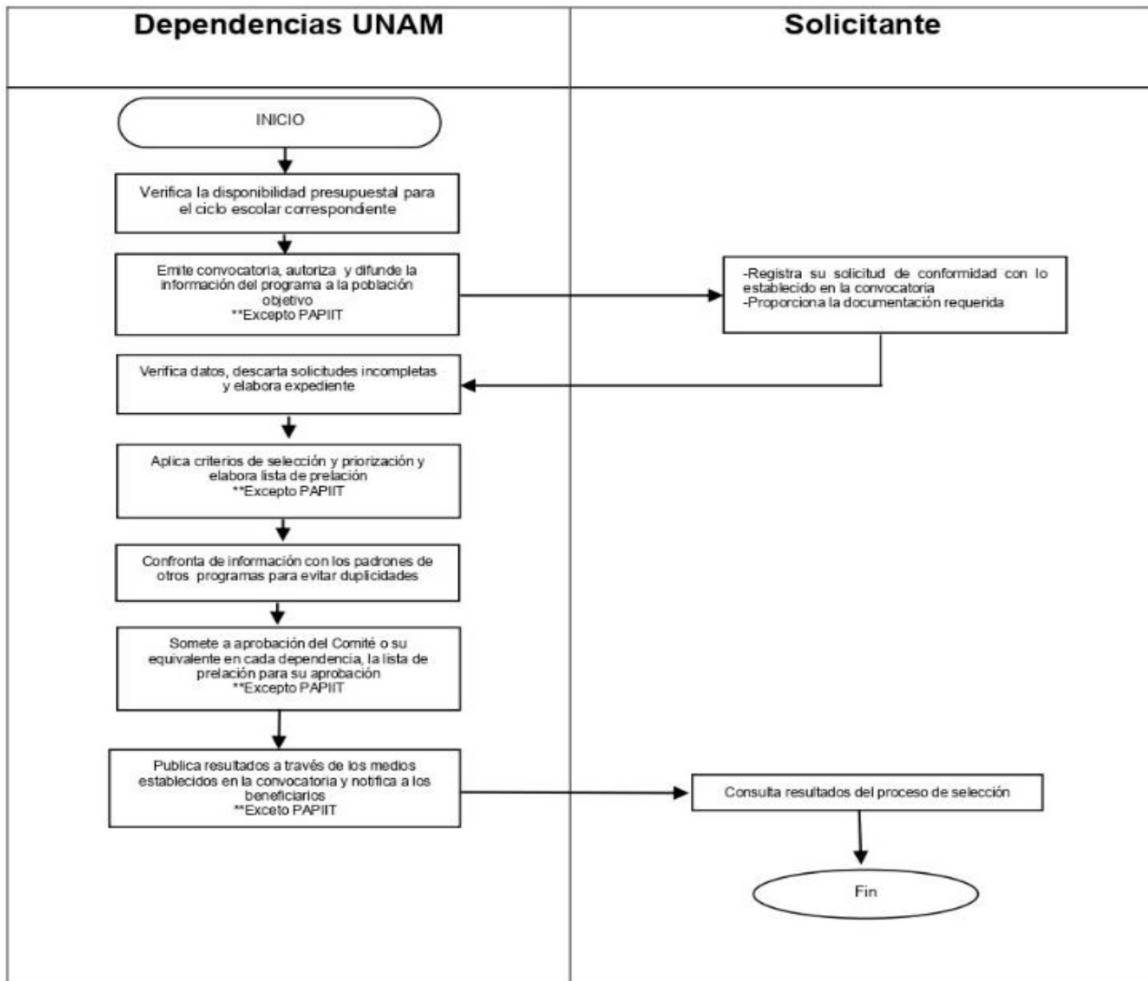 Dependencias UNAM
Solicitante
INICIO
Verifica la disponibilidad presupuestal para
el ciclo escolar correspondiente
Emite convocatoria, autoriza y difunde la
información del programa a la población
objetivo
**Excepto PAPIIT
-Registra su solicitud de conformidad con lo
establecido en la convocatoria
-Proporciona la documentación requerida
Verifica datos, descarta solicitudes incompletas
y elabora expediente
Aplica criterios de selección y priorización y
elabora lista de prelación
**Excepto PAPIIT
Confronta de información con los padrones de
otros programas para evitar duplicidades
Somete a aprobación del Comité o su
equivalente en cada dependencia, la lista de
prelación para su aprobación
**Excepto PAPIIT
Publica resultados a través de los medios
establecidos en la convocatoria y notifica a los
beneficiarios
**Exceto PAPIIT
Consulta resultados del proceso de selección
Fin